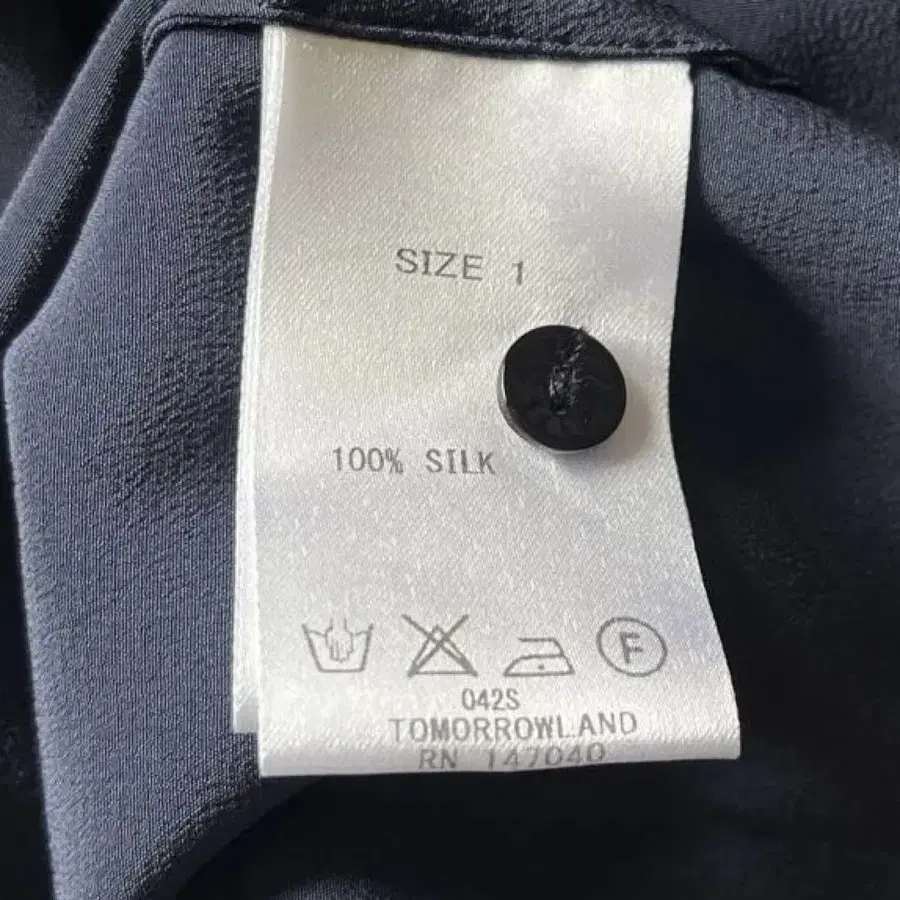 SIZE 1
100% SILK
F
042S
TOMORROWLAND
RN 147040